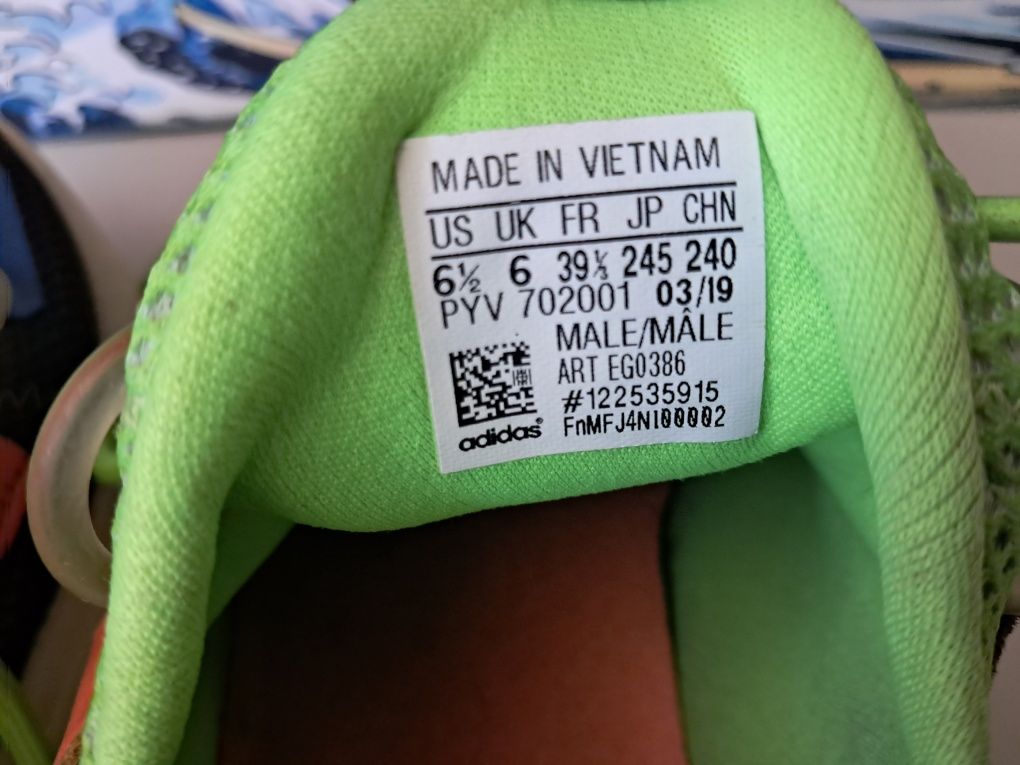 MADE IN VIETNAM
US UK FR JP CHN
6½ 6 39⅓ 245 240
PYV 702001 03/19
MALE/MÂLE
ART EG0386
#122535915
FnMFJ4N100002
adidas